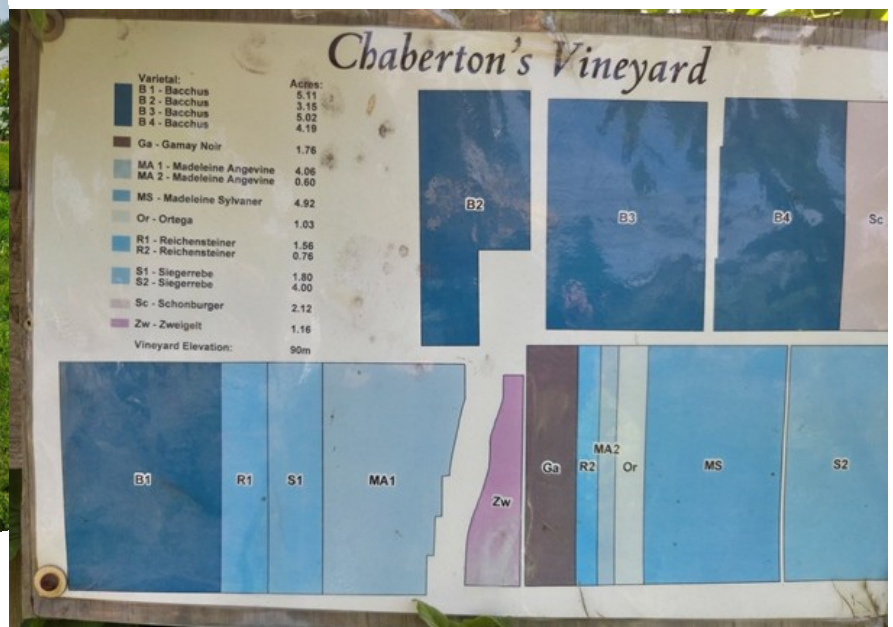 Chaberton's Vineyard
Varietal: Acres:
B 1 - Bacchus 5.11
B 2 - Bacchus 3.15
B 3 - Bacchus 5.02
B 4 - Bacchus 4.19
Ga - Gamay Noir 1.76
MA 1 - Madeleine Angevine 4.06
MA 2 - Madeleine Angevine 0.60
MS - Madeleine Sylvaner 4.92
Or - Ortega 1.03
R1 - Reichensteiner 1.56
R2 - Reichensteiner 0.76
S1 - Siegerrebe 1.80
S2 - Siegerrebe 4.00
Sc - Schonburger 2.12
Zw - Zweigelt 1.16
Vineyard Elevation: 90m
B2
B3
B4
Sc
B1
R1
S1
MA1
Zw
Ga
R2
MA2
Or
MS
S2